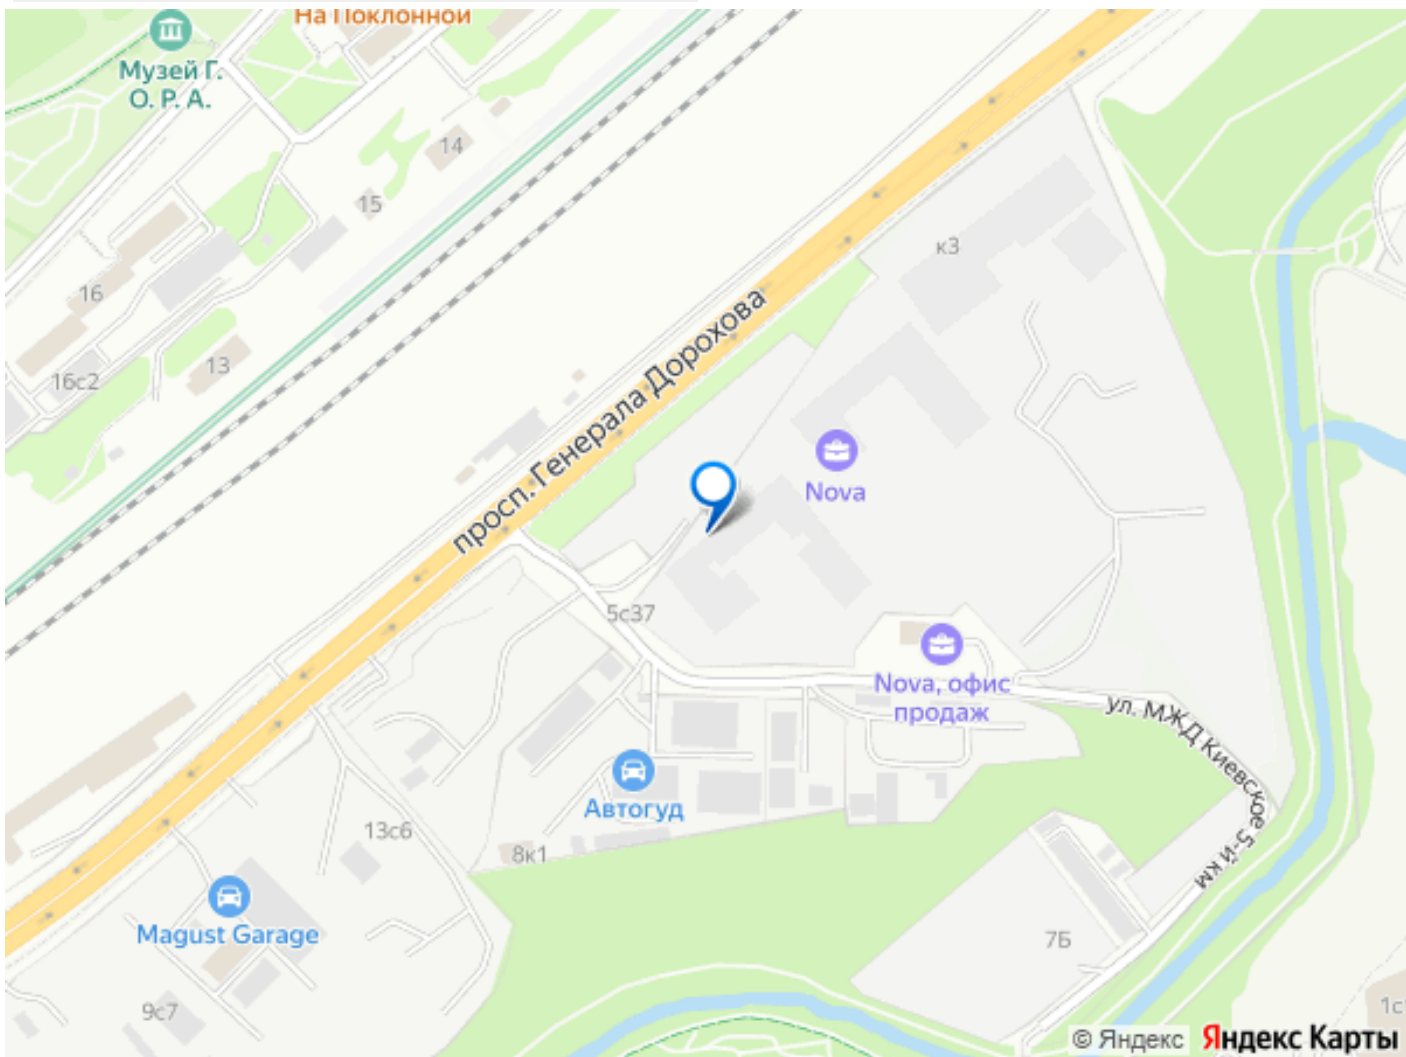 На Поклонной
Музей Г.
О. Р. А.
14
15
к3
16
13
16с2
просп. Генерала Дорохова
Nova
5с37
Nova, офис
продаж
ул. МЖД Киевское 5-й км
Автогуд
13с6
8к1
Magust Garage
7Б
9с7
© Яндекс Яндекс Карты